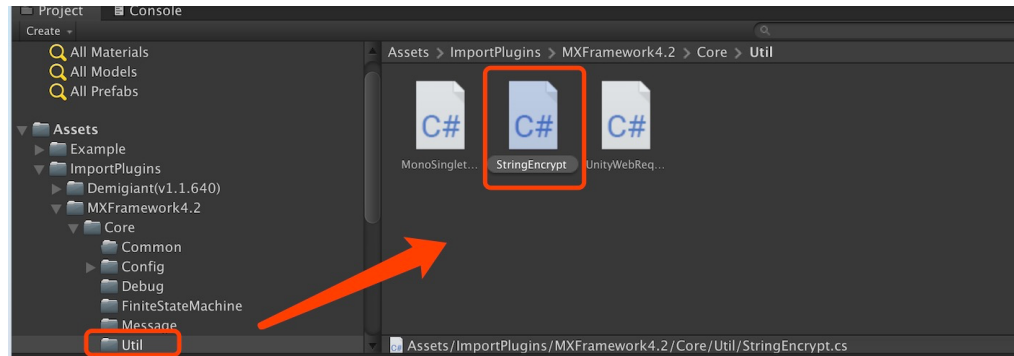 Project
Console
Create
All Materials
All Models
All Prefabs
Assets
Example
ImportPlugins
Demigiant(v1.1.640)
MXFramework4.2
Core
Common
Config
Debug
FiniteStateMachine
Message
Util
Assets > ImportPlugins > MXFramework4.2 > Core > Util
C# C# C#
MonoSinglet... StringEncrypt UnityWebReq...
C# Assets/ImportPlugins/MXFramework4.2/Core/Util/StringEncrypt.cs